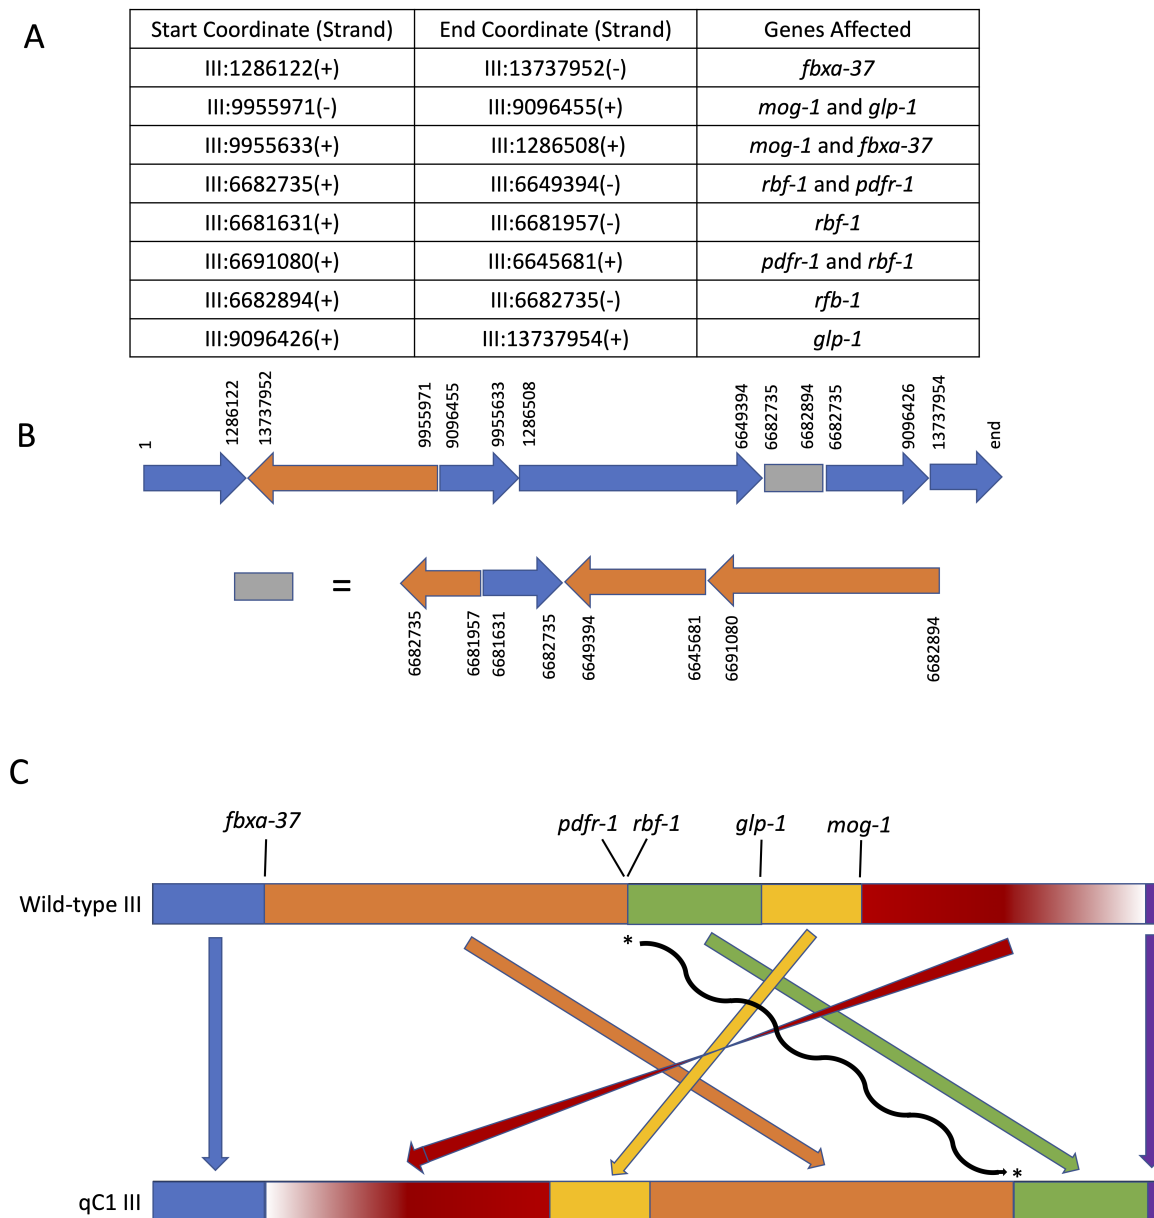 A
Start Coordinate (Strand) End Coordinate (Strand) Genes Affected
III:1286122(+) III:13737952(-) fbxa-37
III:9955971(-) III:9096455(+) mog-1 and glp-1
III:9955633(+) III:1286508(+) mog-1 and fbxa-37
III:6682735(+) III:6649394(-) rbf-1 and pdfr-1
III:6681631(+) III:6681957(-) rbf-1
III:6691080(+) III:6645681(+) pdfr-1 and rbf-1
III:6682894(+) III:6682735(-) rfb-1
III:9096426(+) III:13737954(+) glp-1
B
1 1286122 13737952 9955971 9096455 9955633 1286508 6649394 6682735 6682894 6682735 9096426 13737954 end
=
6682735 6681957 6681631 6682735 6649394 6645681 6691080 6682894
C
fbxa-37 pdfr-1 rbf-1 glp-1 mog-1
Wild-type III
*
*
qC1 III